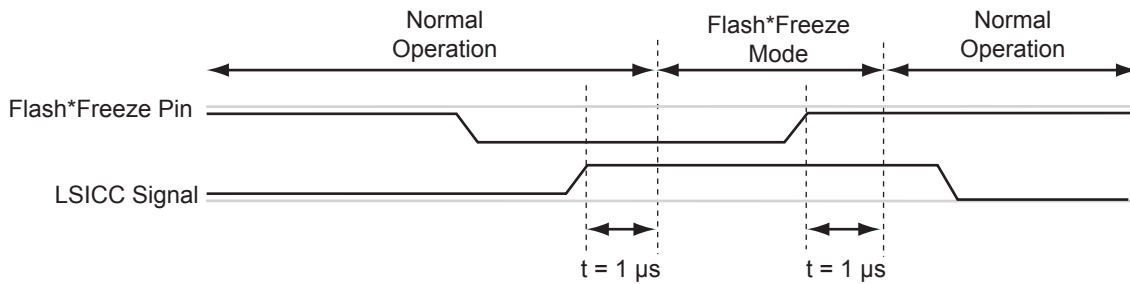 Normal
Operation
Flash*Freeze
Mode
Normal
Operation
Flash*Freeze Pin
LSICC Signal
t = 1 µs
t = 1 µs